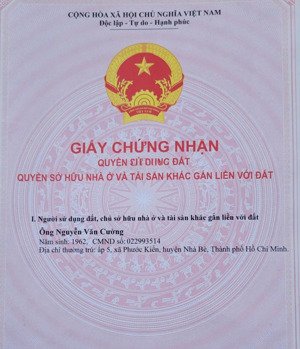 CỘNG HÒA XÃ HỘI CHỦ NGHĨA VIỆT NAM
Độc lập - Tự do - Hạnh phúc
GIẤY CHỨNG NHẬN
QUYỀN SỬ DỤNG ĐẤT
QUYỀN SỞ HỮU NHÀ Ở VÀ TÀI SẢN KHÁC GẮN LIỀN VỚI ĐẤT
I. Người sử dụng đất, chủ sở hữu nhà ở và tài sản khác gắn liền với đất
Ông Nguyễn Văn Cường
Năm sinh: 1962, CMND số: 022993514
Địa chỉ thường trú: ấp 5, xã Phước Kiển, huyện Nhà Bè, Thành phố Hồ Chí Minh.